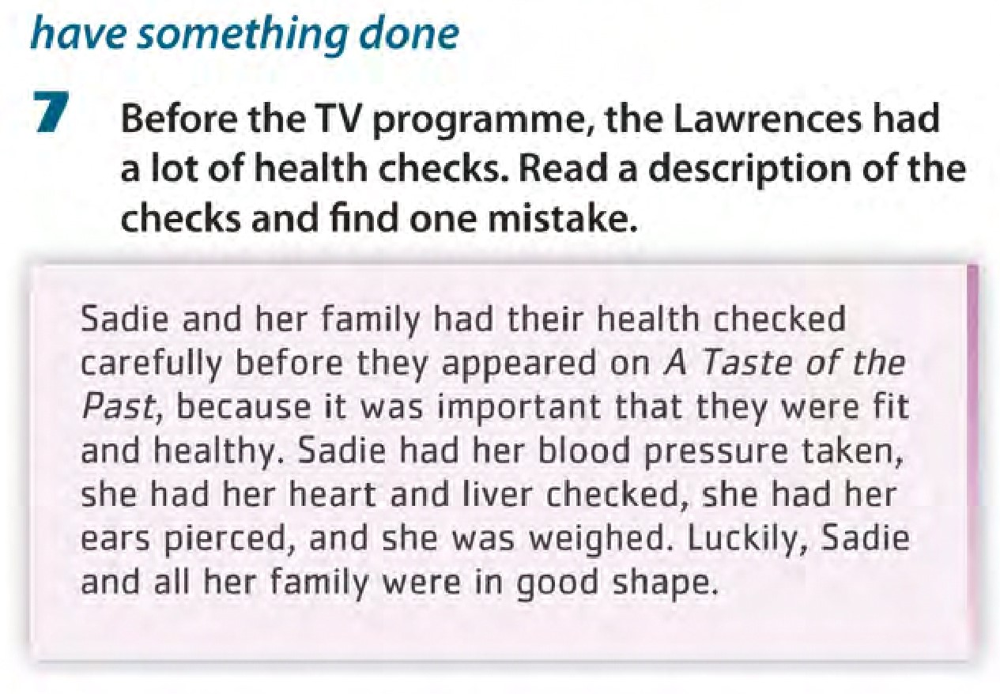 have something done
7 Before the TV programme, the Lawrences had
a lot of health checks. Read a description of the
checks and find one mistake.
Sadie and her family had their health checked
carefully before they appeared on A Taste of the
Past, because it was important that they were fit
and healthy. Sadie had her blood pressure taken,
she had her heart and liver checked, she had her
ears pierced, and she was weighed. Luckily, Sadie
and all her family were in good shape.